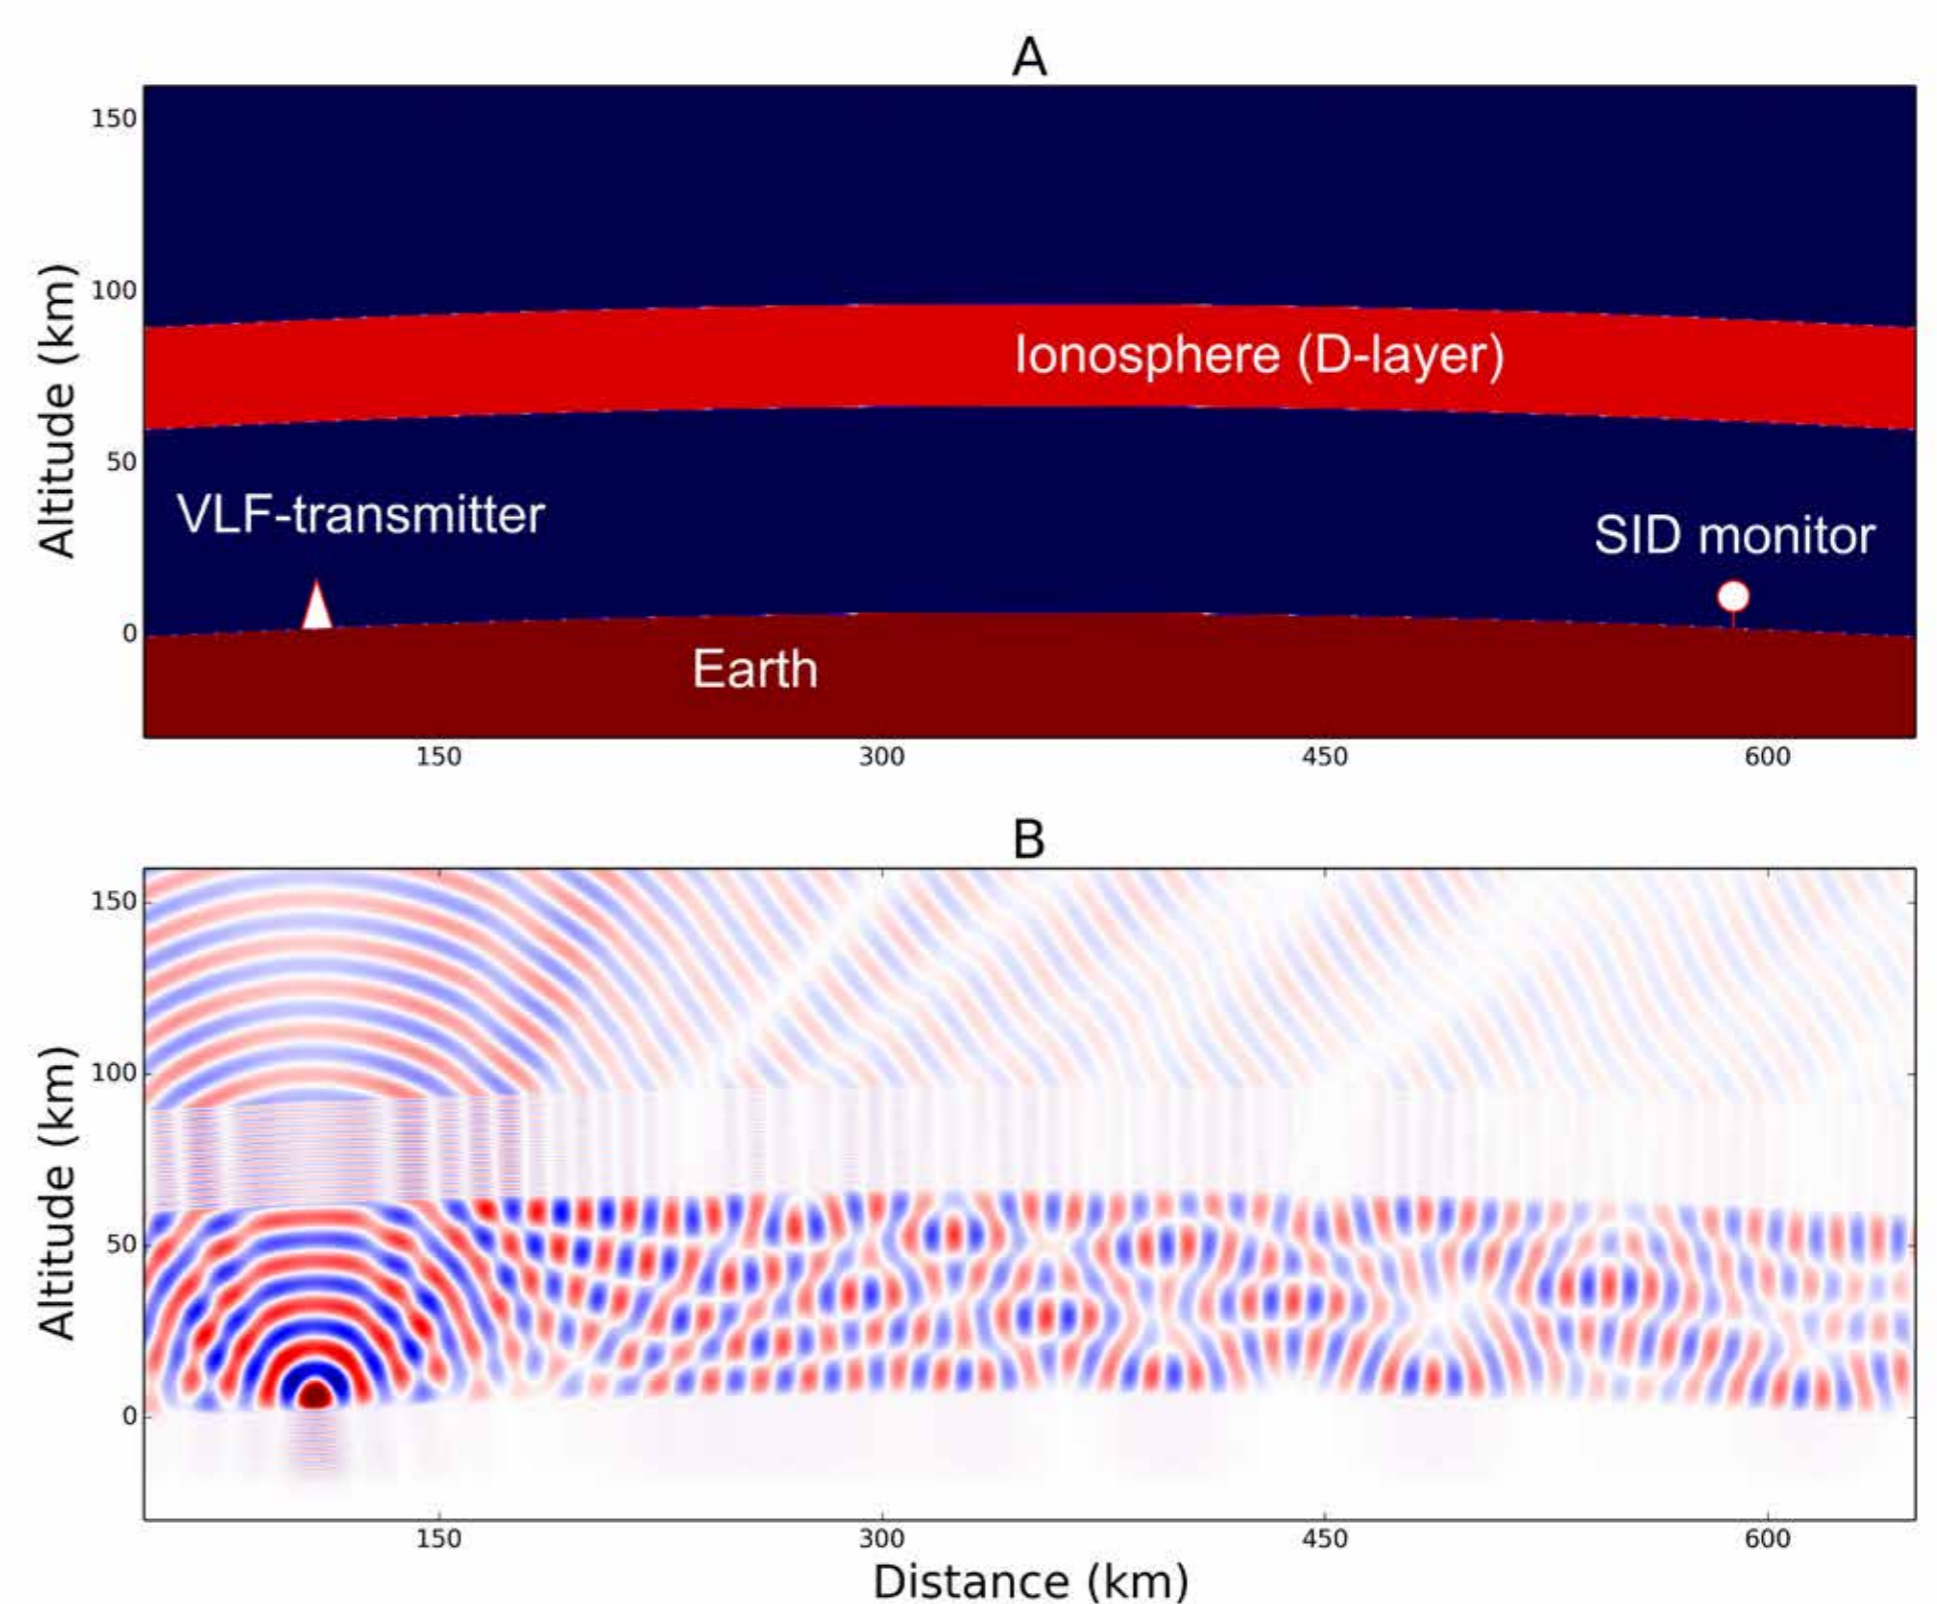 A
150
100
50
0
Altitude (km)
Ionosphere (D-layer)
VLF-transmitter
SID monitor
Earth
150 300 450 600
B
150
100
50
0
Altitude (km)
150 300 450 600
Distance (km)